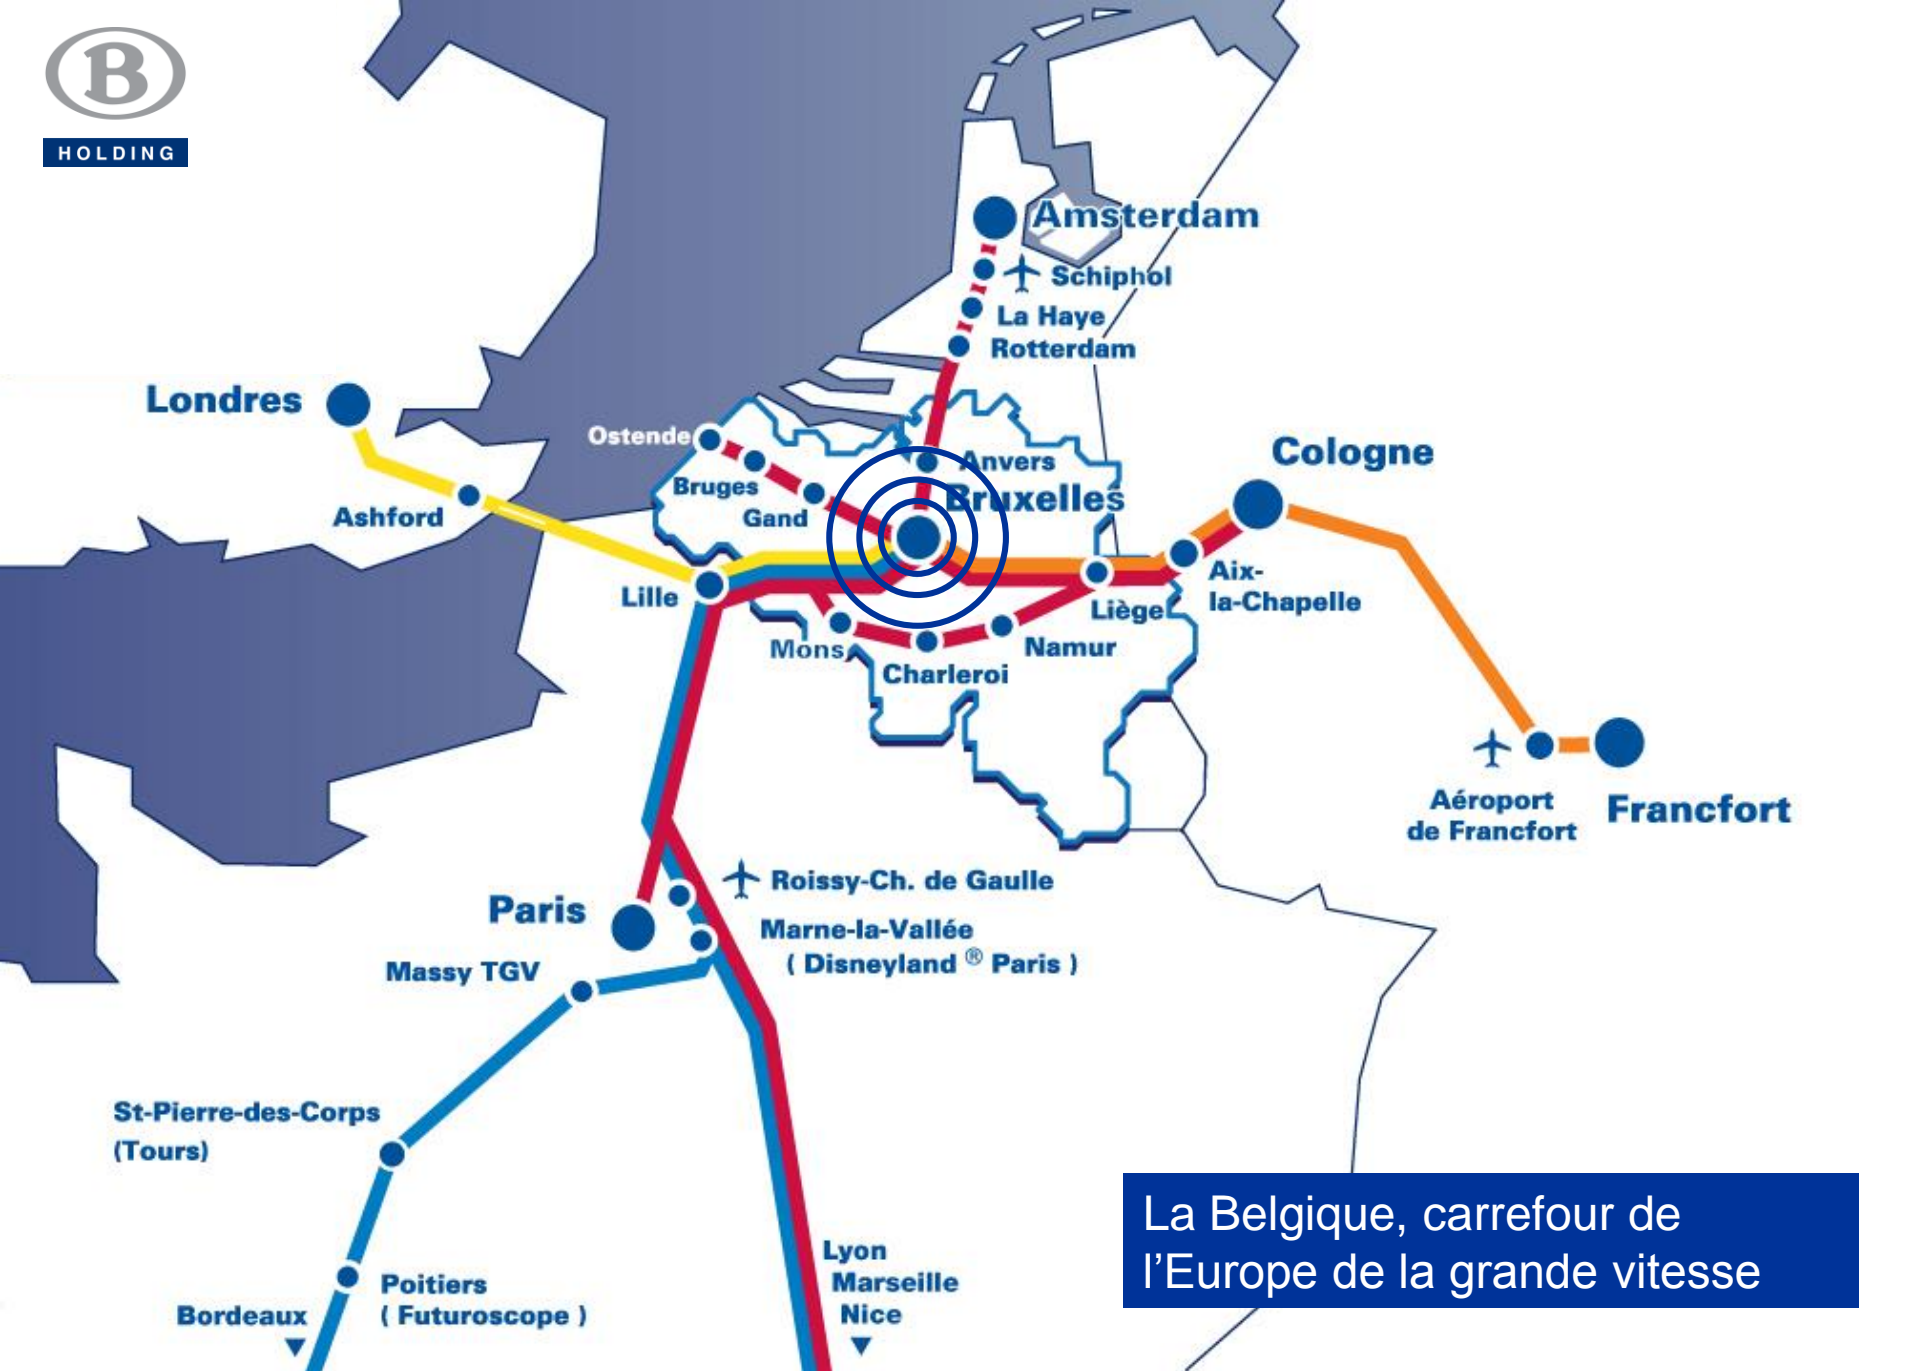 B
HOLDING
Amsterdam
Schiphol
La Haye
Rotterdam
Londres
Ostende
Cologne
Anvers
Bruges
Bruxelles
Ashford
Gand
Aix-
la-Chapelle
Lille
Liège
Mons
Namur
Charleroi
Aéroport
de Francfort
Francfort
Roissy-Ch. de Gaulle
Paris
Marne-la-Vallée
( Disneyland ® Paris )
Massy TGV
St-Pierre-des-Corps
(Tours)
La Belgique, carrefour de
l’Europe de la grande vitesse
Lyon
Marseille
Nice
Poitiers
( Futuroscope )
Bordeaux